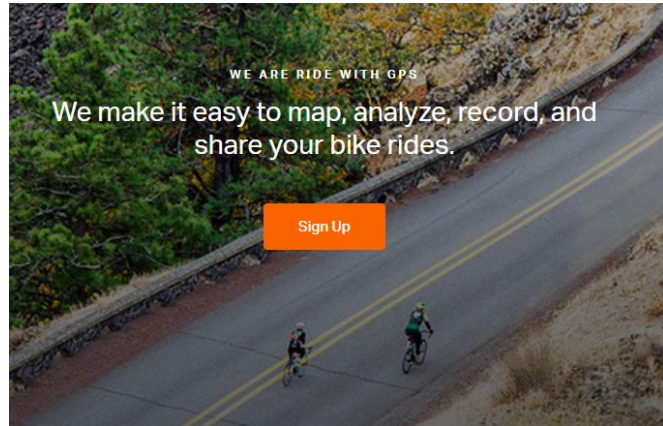 WE ARE RIDE WITH GPS
We make it easy to map, analyze, record, and
share your bike rides.
Sign Up